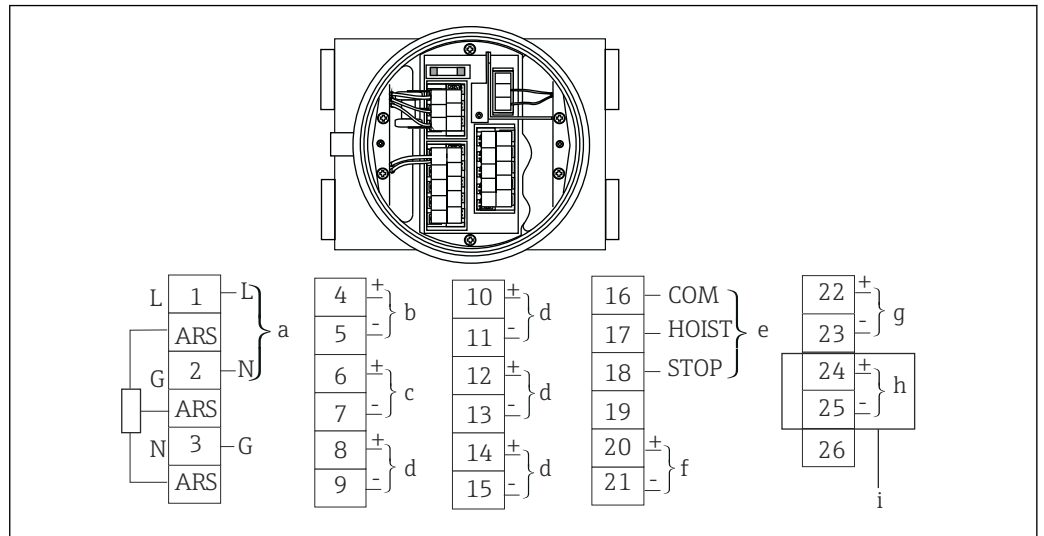 L 1 L
ARS
G 2 N
ARS
N 3 G
ARS
a
4 +
5 -
b
6 +
7 -
c
8 +
9 -
d
10 +
11 -
d
12 +
13 -
d
14 +
15 -
d
16 COM
17 HOIST
18 STOP
e
19
20 +
21 -
f
22 +
23 -
g
24 +
25 -
h
26
i